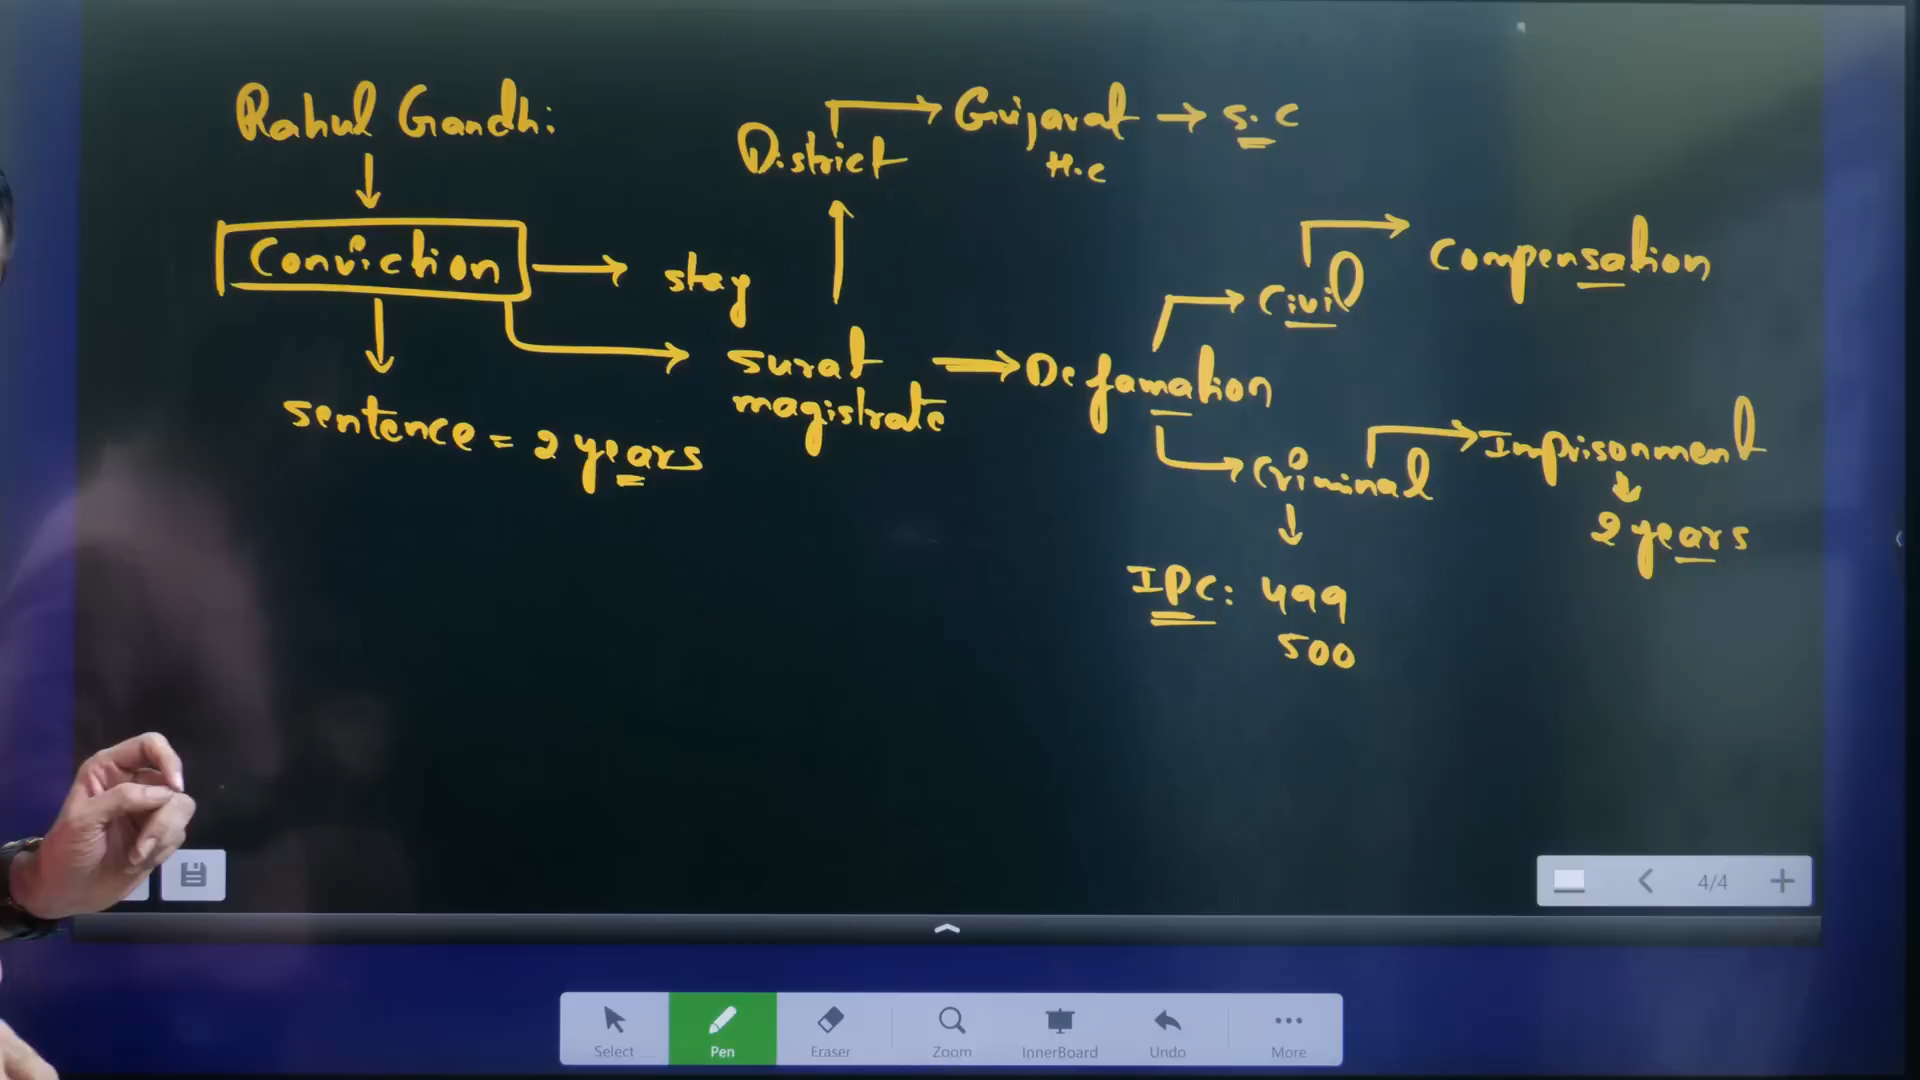 Rahul Gandhi
Conviction
stay
sentence = 2 years
District
Gujarat
H.C
S.C
Surat
magistrate
Defamation
Civil
Compensation
Criminal
Imprisonment
2 years
IPC: 499
500
4/4
Select
Pen
Eraser
Zoom
InnerBoard
Undo
More